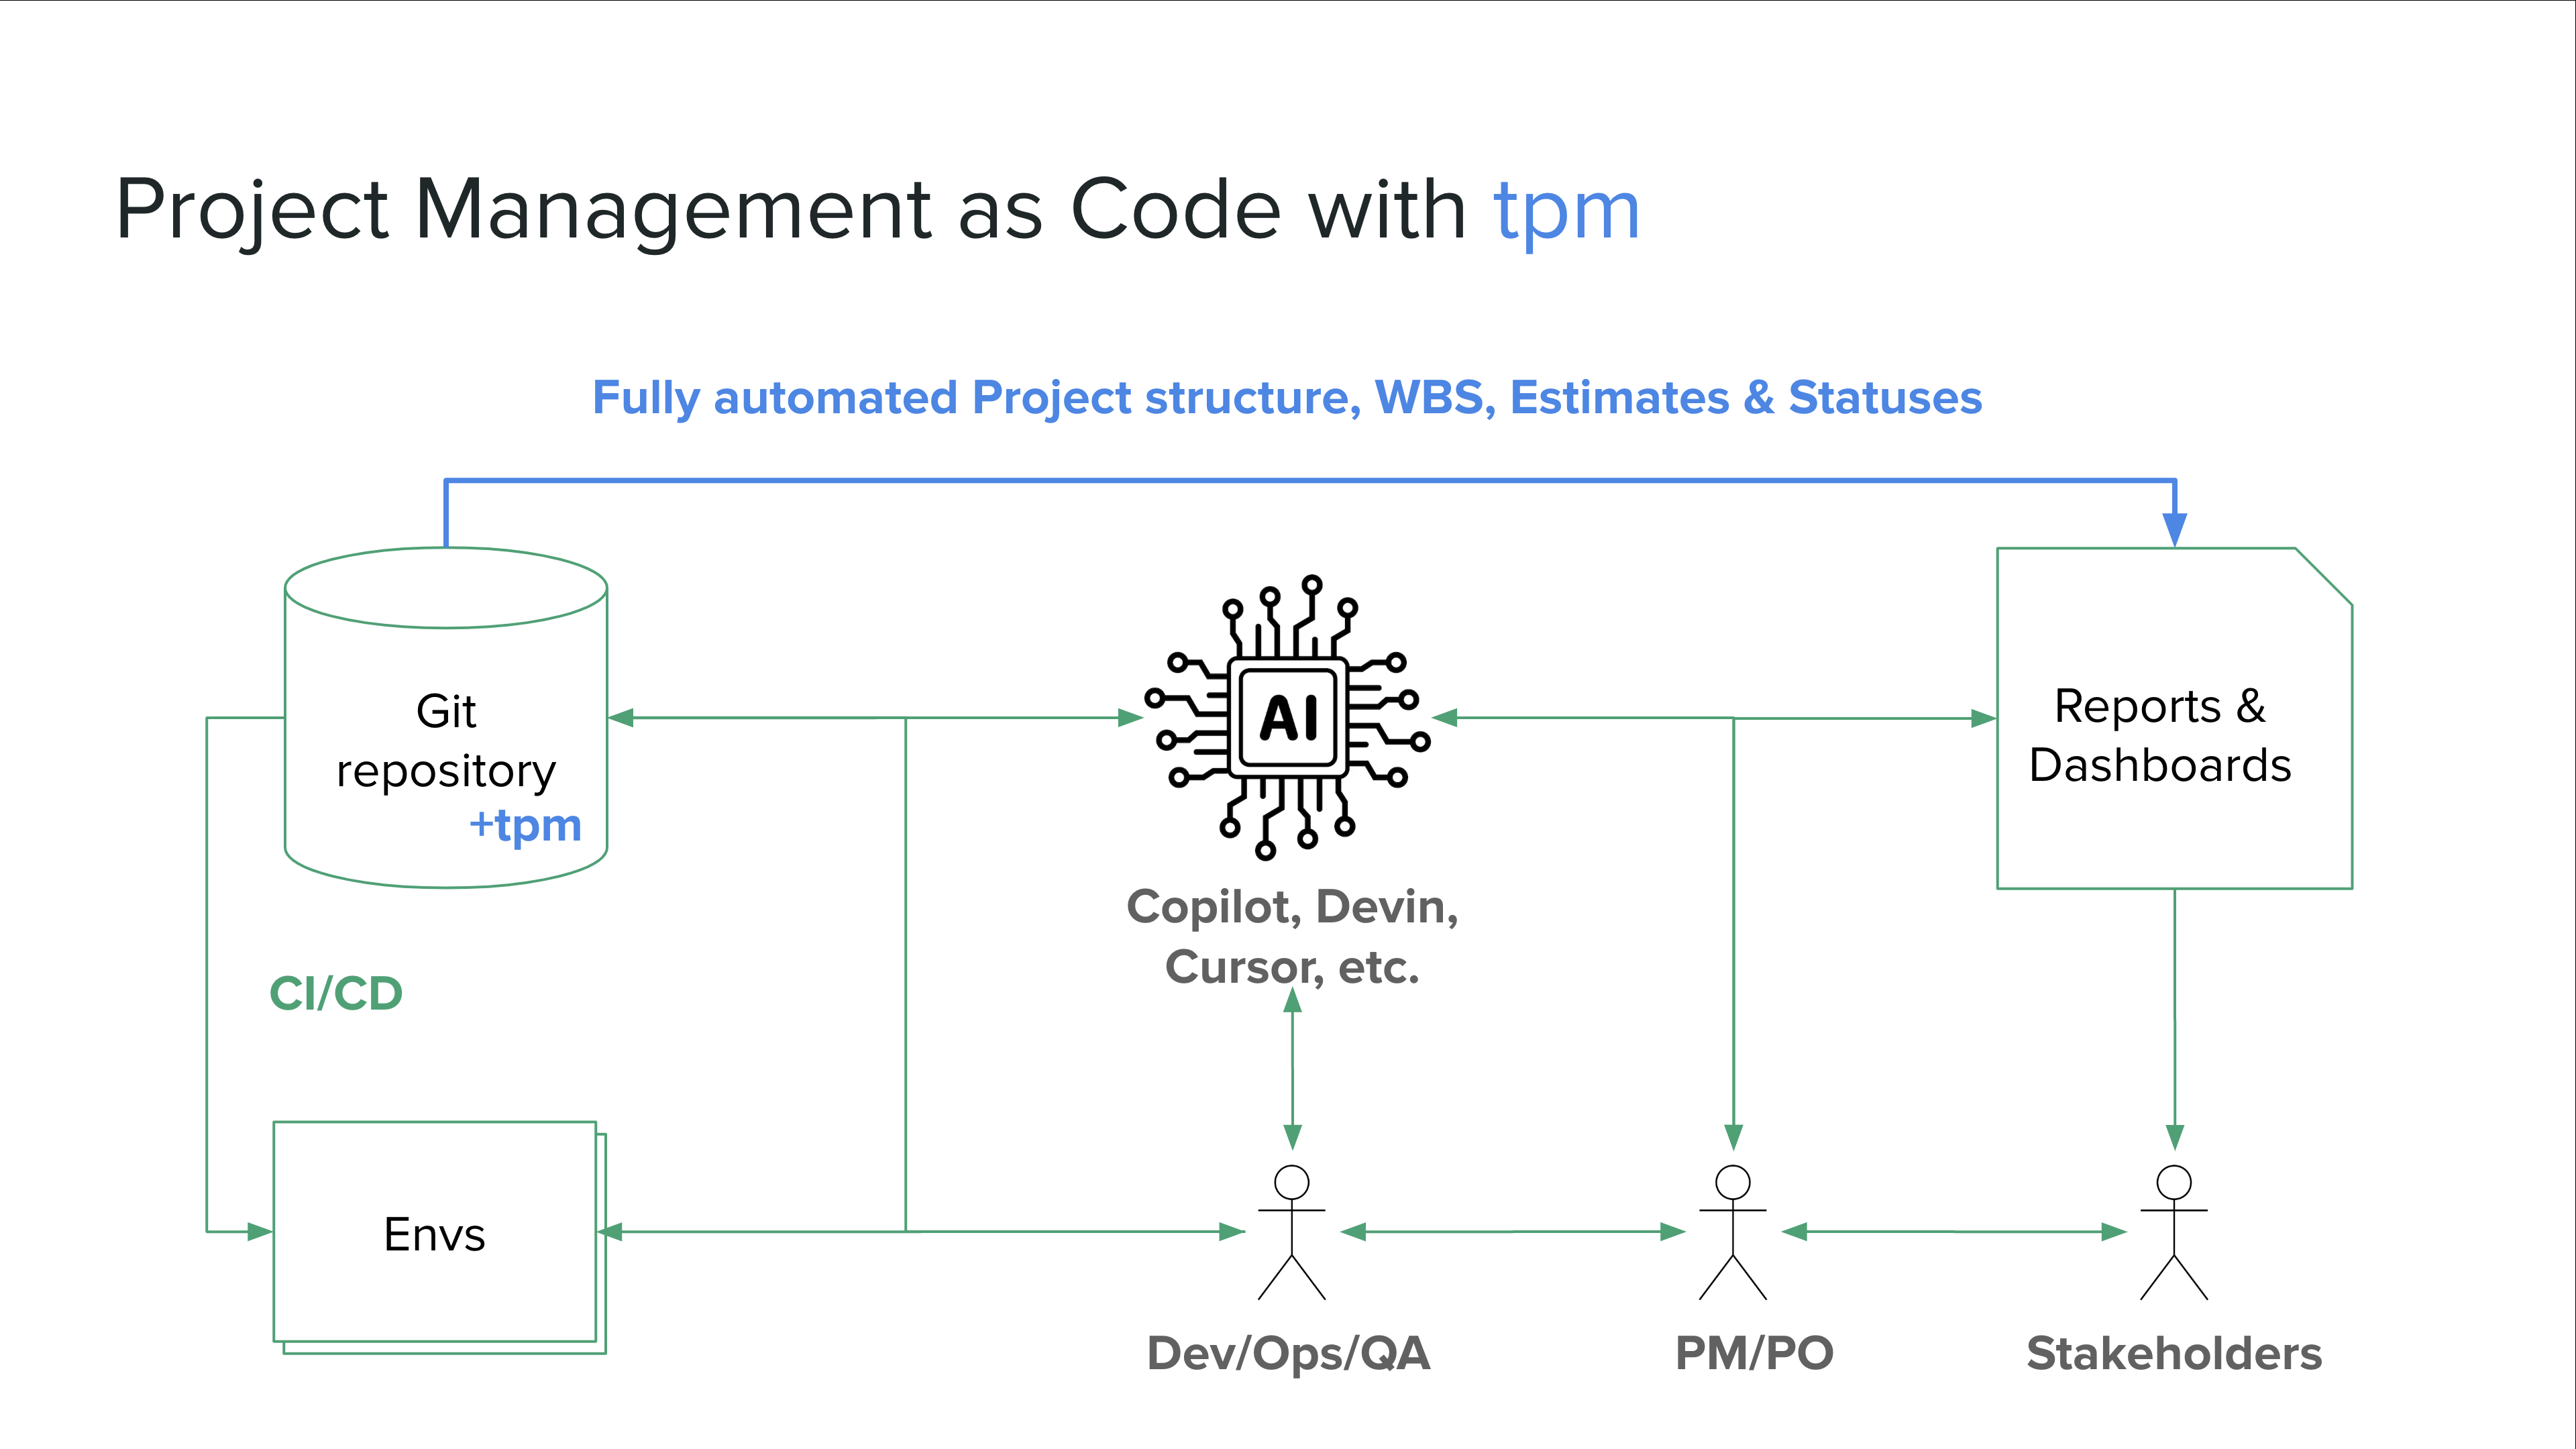 Project Management as Code with tpm
Fully automated Project structure, WBS, Estimates & Statuses
Git
repository
+tpm
AI
Copilot, Devin,
Cursor, etc.
Reports &
Dashboards
CI/CD
Envs
Dev/Ops/QA
PM/PO
Stakeholders